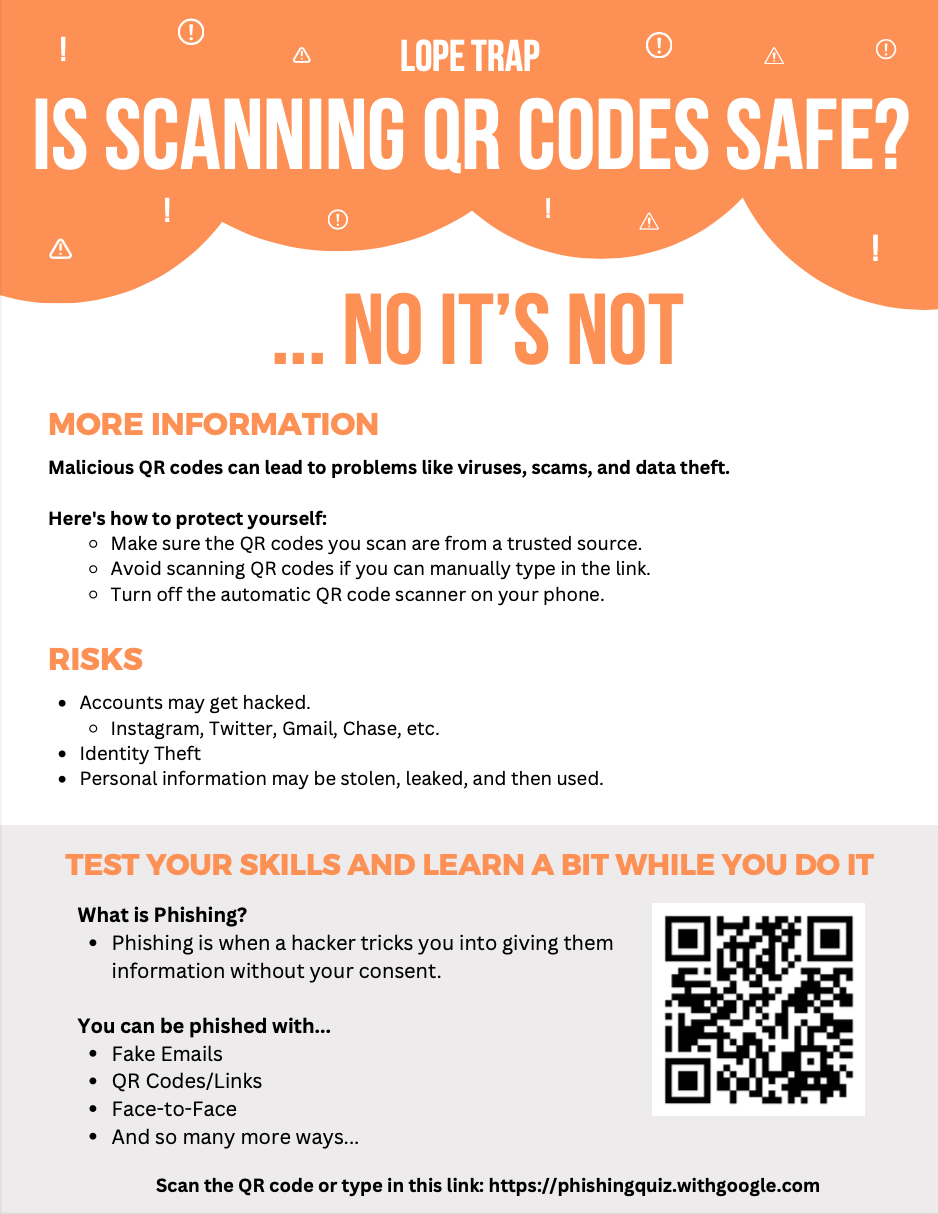 LOPE TRAP
IS SCANNING QR CODES SAFE?
... NO IT'S NOT
MORE INFORMATION
Malicious QR codes can lead to problems like viruses, scams, and data theft.
Here's how to protect yourself:
Make sure the QR codes you scan are from a trusted source.
Avoid scanning QR codes if you can manually type in the link.
Turn off the automatic QR code scanner on your phone.
RISKS
Accounts may get hacked.
Instagram, Twitter, Gmail, Chase, etc.
Identity Theft
Personal information may be stolen, leaked, and then used.
TEST YOUR SKILLS AND LEARN A BIT WHILE YOU DO IT
What is Phishing?
Phishing is when a hacker tricks you into giving them
information without your consent.
You can be phished with...
Fake Emails
QR Codes/Links
Face-to-Face
And so many more ways...
Scan the QR code or type in this link: https://phishingquiz.withgoogle.com